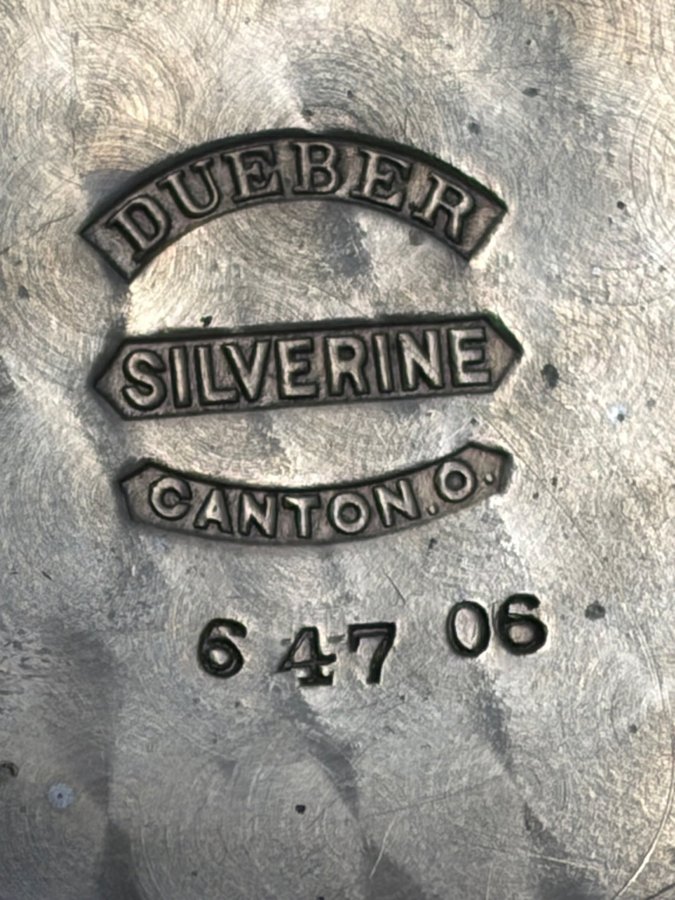 DUEBER
SILVERINE
CANTON.O.
6 47 06